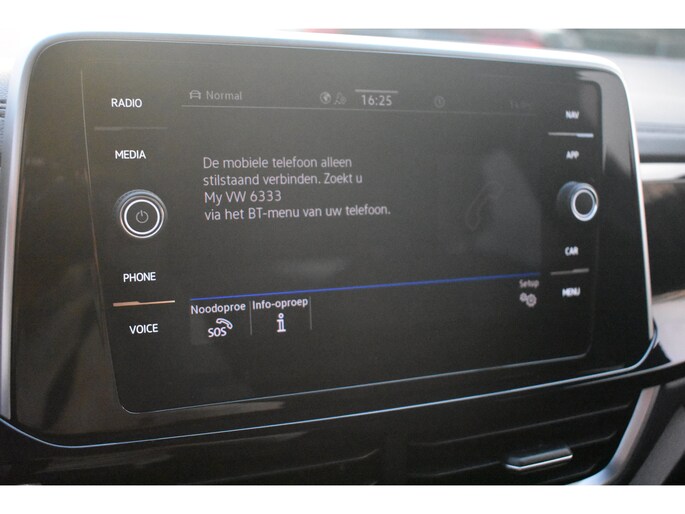 RADIO
MEDIA
PHONE
VOICE
Normal
16:25
De mobiele telefoon alleen
stilstaand verbinden. Zoekt u
My VW 6333
via het BT-menu van uw telefoon.
Noodoproe
SOS
Info-oproep
Setup
NAV
APP
CAR
MENU